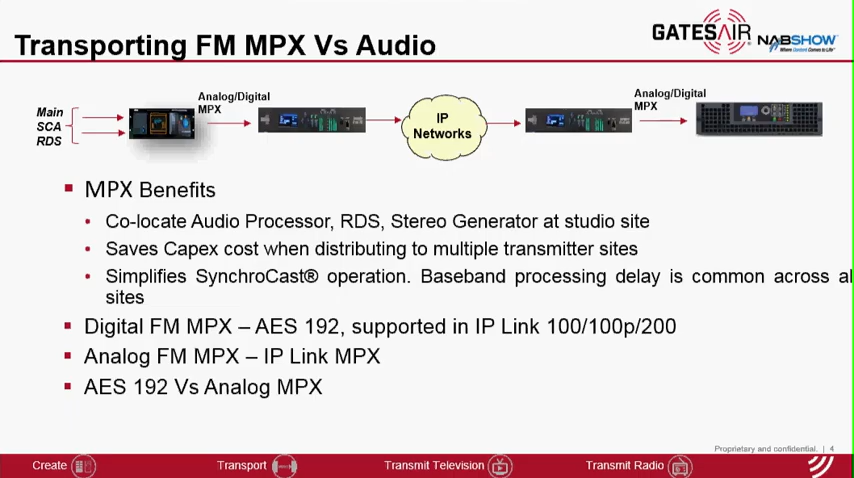 Transporting FM MPX Vs Audio
GATESAIR
NABSHOW
Where Content Comes to Life
Main
SCA
RDS
Analog/Digital
MPX
IP
Networks
Analog/Digital
MPX
MPX Benefits
Co-locate Audio Processor, RDS, Stereo Generator at studio site
Saves Capex cost when distributing to multiple transmitter sites
Simplifies SynchroCast® operation. Baseband processing delay is common across al
sites
Digital FM MPX – AES 192, supported in IP Link 100/100p/200
Analog FM MPX – IP Link MPX
AES 192 Vs Analog MPX
Proprietary and confidential. | 4
Create
Transport
Transmit Television
Transmit Radio